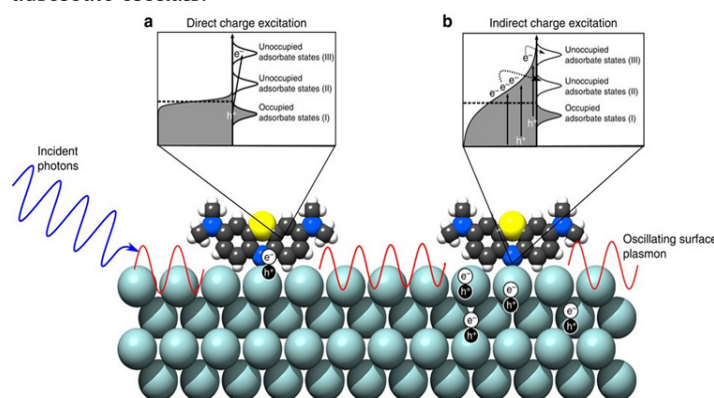 a Direct charge excitation
e⁻
Unoccupied
adsorbate states (III)
Unoccupied
adsorbate states (II)
Occupied
adsorbate states (I)
h⁺
b Indirect charge excitation
e⁻
Unoccupied
adsorbate states (III)
e⁻ e⁻ e⁻
Unoccupied
adsorbate states (II)
Occupied
adsorbate states (I)
h⁺
h⁺
Incident
photons
Oscillating surface
plasmon
e⁻
h⁺
e⁻
h⁺
e⁻
h⁺
e⁻
h⁺
e⁻
h⁺